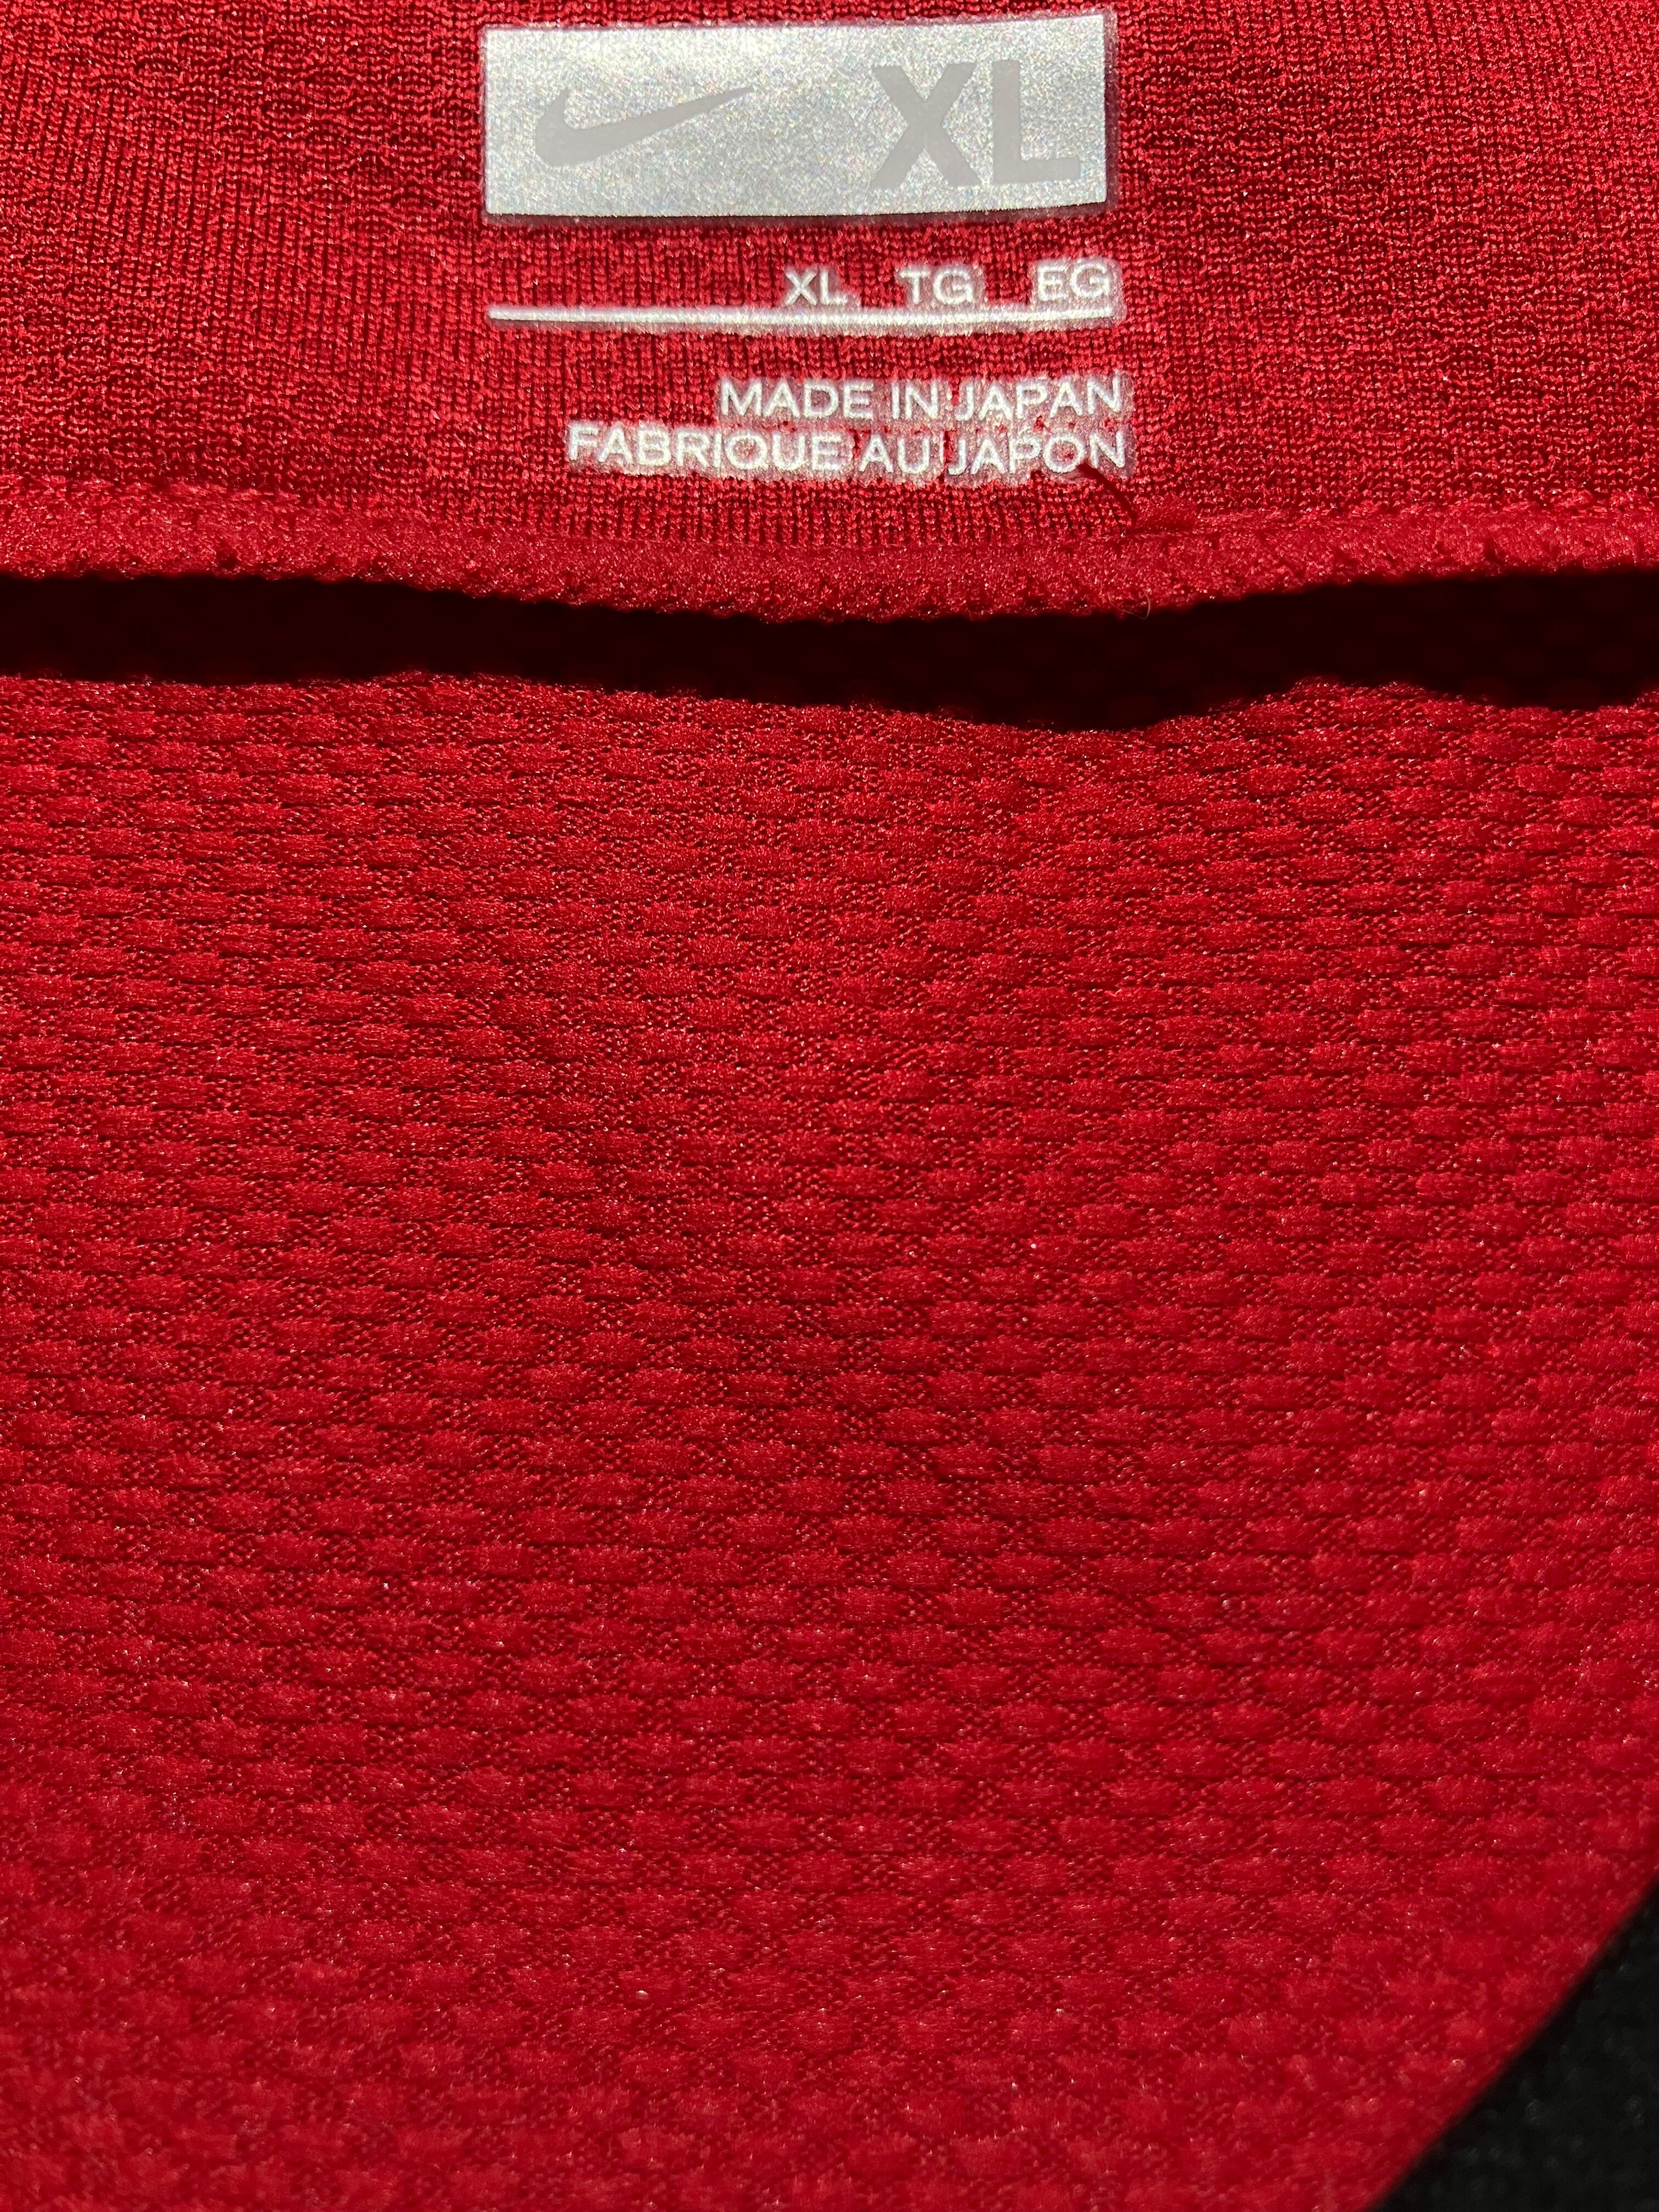 XL
XL TG EG
MADE IN JAPAN
FABRIQUE AU JAPON